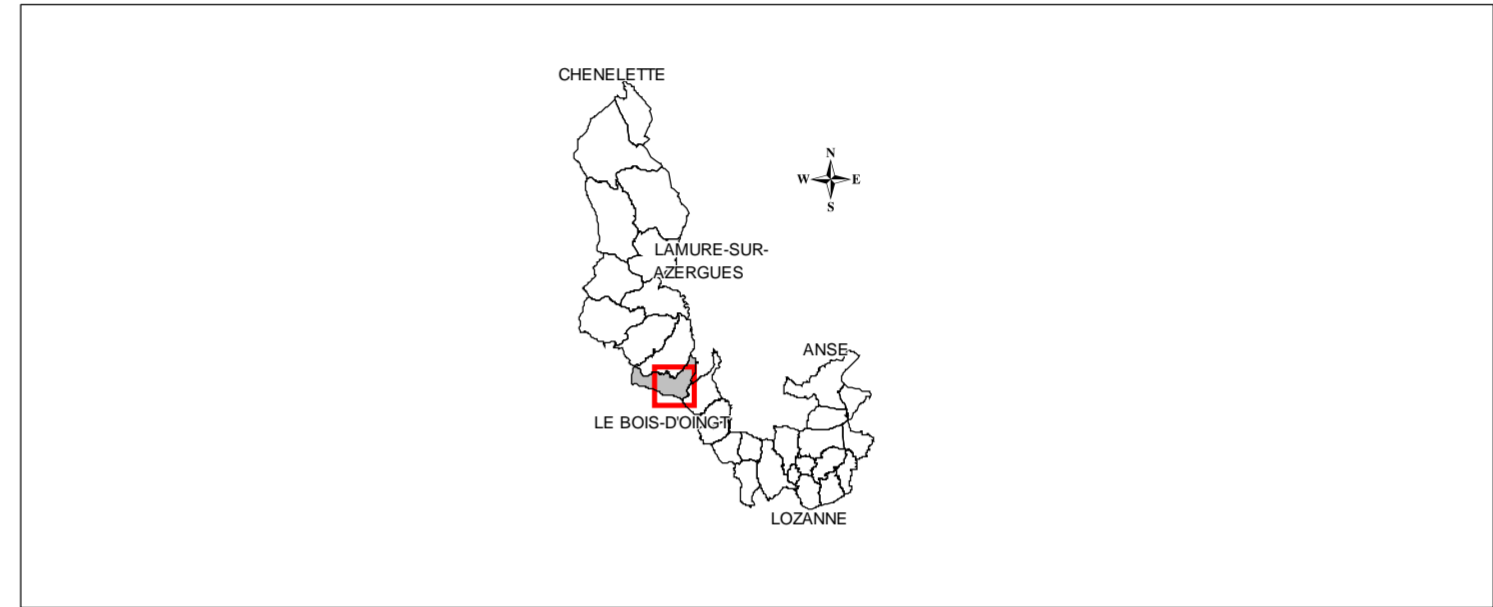 CHENELETTE
N
W E
S
LAMURE-SUR-
AZERGUES
ANSE
LE BOIS-D'OINGT
LOZANNE